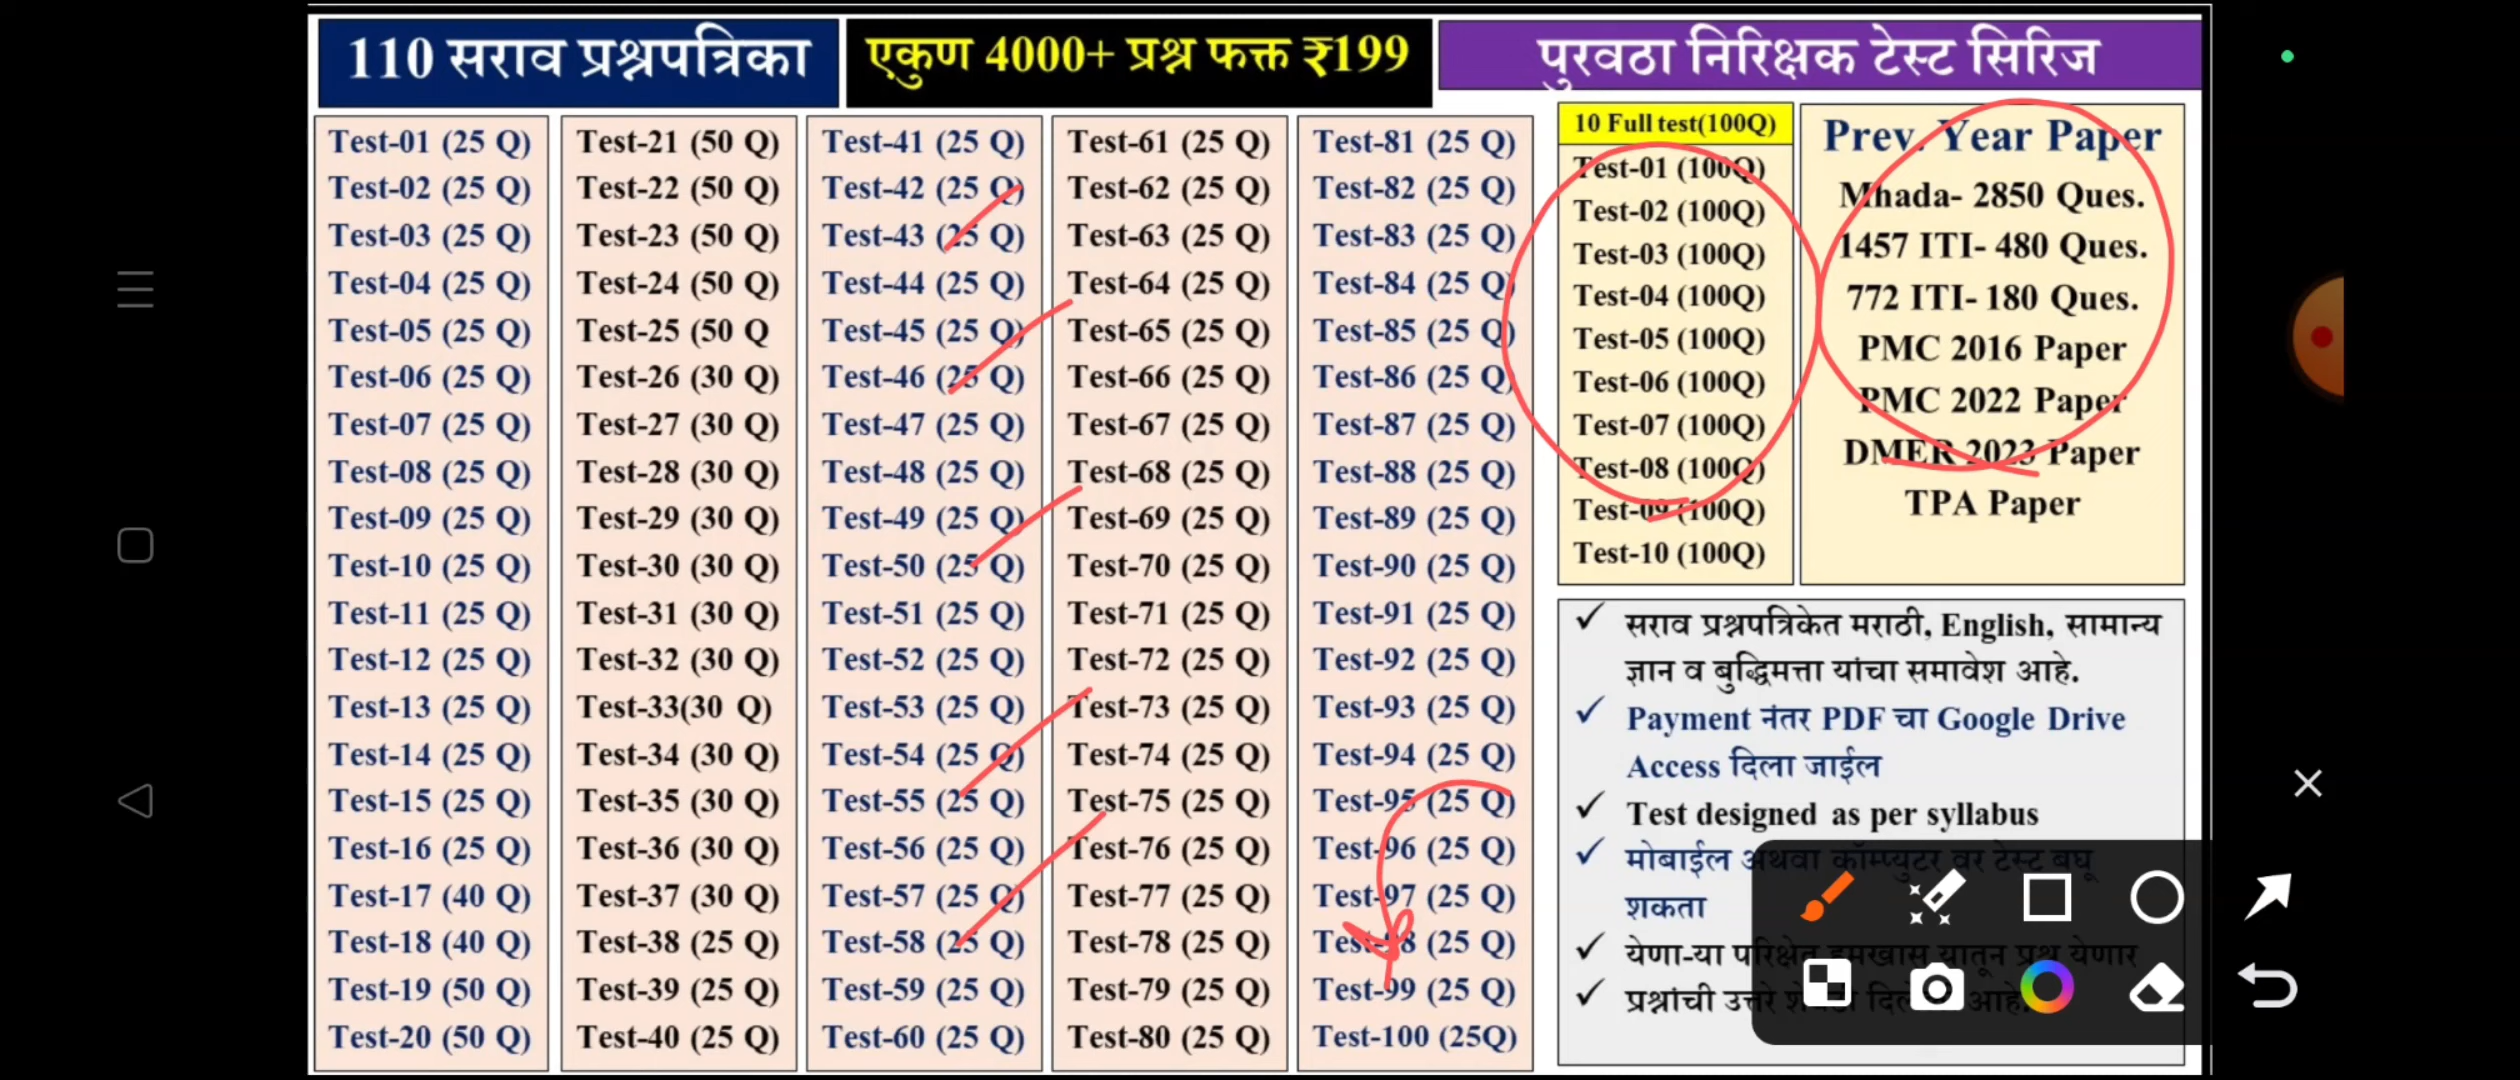 110 सराव प्रश्नपत्रिका
एकुण 4000+ प्रश्न फक्त ₹199
पुरवठा निरिक्षक टेस्ट सिरिज
Test-01 (25 Q)
Test-02 (25 Q)
Test-03 (25 Q)
Test-04 (25 Q)
Test-05 (25 Q)
Test-06 (25 Q)
Test-07 (25 Q)
Test-08 (25 Q)
Test-09 (25 Q)
Test-10 (25 Q)
Test-11 (25 Q)
Test-12 (25 Q)
Test-13 (25 Q)
Test-14 (25 Q)
Test-15 (25 Q)
Test-16 (25 Q)
Test-17 (40 Q)
Test-18 (40 Q)
Test-19 (50 Q)
Test-20 (50 Q)
Test-21 (50 Q)
Test-22 (50 Q)
Test-23 (50 Q)
Test-24 (50 Q)
Test-25 (50 Q
Test-26 (30 Q)
Test-27 (30 Q)
Test-28 (30 Q)
Test-29 (30 Q)
Test-30 (30 Q)
Test-31 (30 Q)
Test-32 (30 Q)
Test-33(30 Q)
Test-34 (30 Q)
Test-35 (30 Q)
Test-36 (30 Q)
Test-37 (30 Q)
Test-38 (25 Q)
Test-39 (25 Q)
Test-40 (25 Q)
Test-41 (25 Q)
Test-42 (25 Q)
Test-43 (25 Q)
Test-44 (25 Q)
Test-45 (25 Q)
Test-46 (25 Q)
Test-47 (25 Q)
Test-48 (25 Q)
Test-49 (25 Q)
Test-50 (25 Q)
Test-51 (25 Q)
Test-52 (25 Q)
Test-53 (25 Q)
Test-54 (25 Q)
Test-55 (25 Q)
Test-56 (25 Q)
Test-57 (25 Q)
Test-58 (25 Q)
Test-59 (25 Q)
Test-60 (25 Q)
Test-61 (25 Q)
Test-62 (25 Q)
Test-63 (25 Q)
Test-64 (25 Q)
Test-65 (25 Q)
Test-66 (25 Q)
Test-67 (25 Q)
Test-68 (25 Q)
Test-69 (25 Q)
Test-70 (25 Q)
Test-71 (25 Q)
Test-72 (25 Q)
Test-73 (25 Q)
Test-74 (25 Q)
Test-75 (25 Q)
Test-76 (25 Q)
Test-77 (25 Q)
Test-78 (25 Q)
Test-79 (25 Q)
Test-80 (25 Q)
Test-81 (25 Q)
Test-82 (25 Q)
Test-83 (25 Q)
Test-84 (25 Q)
Test-85 (25 Q)
Test-86 (25 Q)
Test-87 (25 Q)
Test-88 (25 Q)
Test-89 (25 Q)
Test-90 (25 Q)
Test-91 (25 Q)
Test-92 (25 Q)
Test-93 (25 Q)
Test-94 (25 Q)
Test-95 (25 Q)
Test-96 (25 Q)
Test-97 (25 Q)
Test-98 (25 Q)
Test-99 (25 Q)
Test-100 (25Q)
10 Full test(100Q)
Test-01 (100Q)
Test-02 (100Q)
Test-03 (100Q)
Test-04 (100Q)
Test-05 (100Q)
Test-06 (100Q)
Test-07 (100Q)
Test-08 (100Q)
Test-09 (100Q)
Test-10 (100Q)
Prev. Year Paper
Mhada- 2850 Ques.
1457 ITI- 480 Ques.
772 ITI- 180 Ques.
PMC 2016 Paper
PMC 2022 Paper
DMER 2023 Paper
TPA Paper
✓ सराव प्रश्नपत्रिकेत मराठी, English, सामान्य
ज्ञान व बुद्धिमत्ता यांचा समावेश आहे.
✓ Payment नंतर PDF चा Google Drive
Access दिला जाईल
✓ Test designed as per syllabus
✓ मोबाईल अथवा कॉम्प्युटर वर टेस्ट बघू
शकता
✓ येणा-या परिक्षेत हमखास यातून प्रश्न येणार
✓ प्रश्नांची उत्तरे आहे.